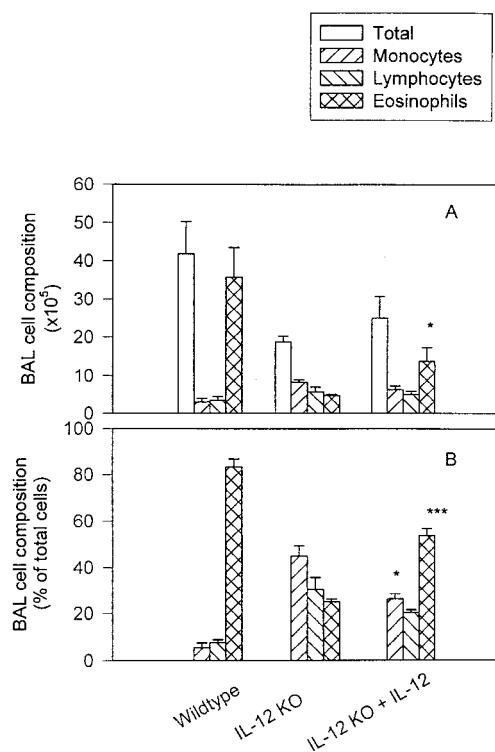 Total
Monocytes
Lymphocytes
Eosinophils
A
BAL cell composition
(x10⁵)
60
50
40
30
20
10
0
*
B
BAL cell composition
(% of total cells)
100
80
60
40
20
0
*
***
Wildtype
IL-12 KO
IL-12 KO + IL-12